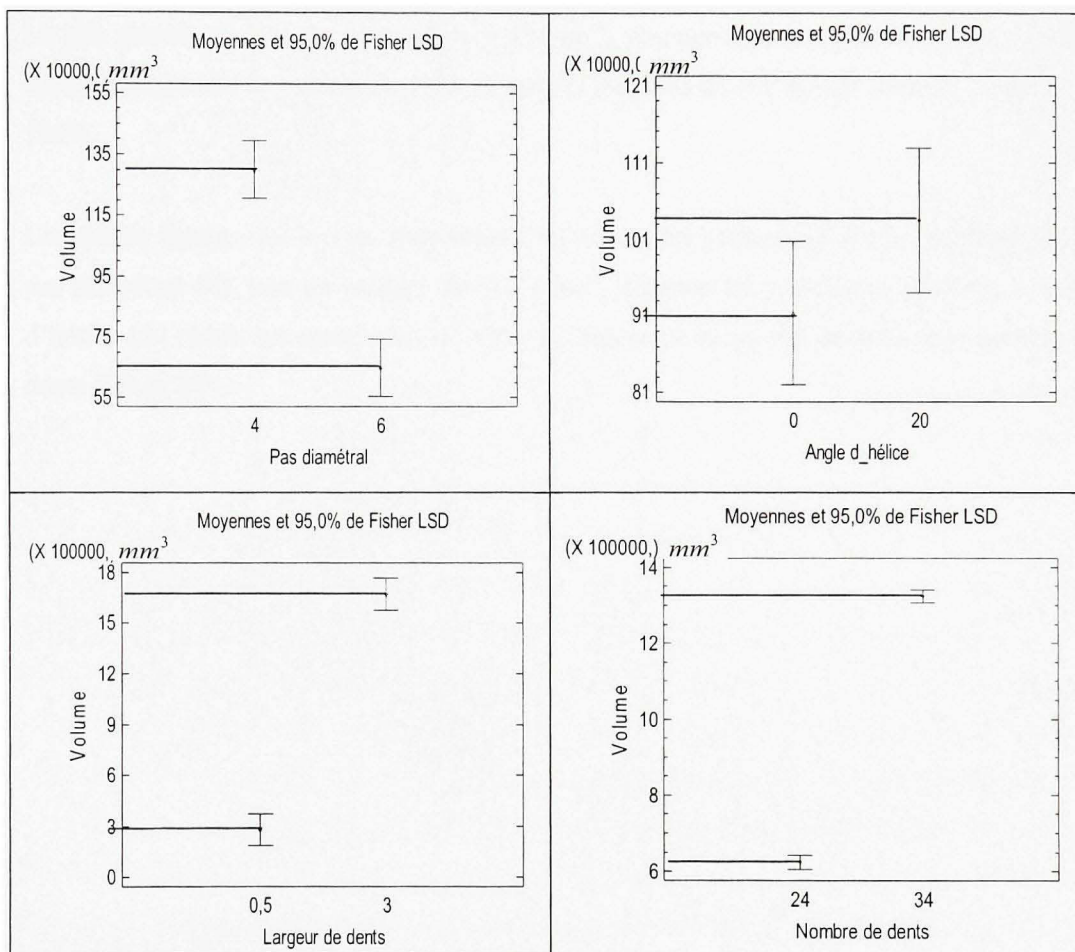 Moyennes et 95,0% de Fisher LSD
(X 10000,( mm³
155
135
115
95
75
55
Volume
4 6
Pas diamétral
Moyennes et 95,0% de Fisher LSD
(X 10000,( mm³
121
111
101
91
81
Volume
0 20
Angle d_hélice
Moyennes et 95,0% de Fisher LSD
(X 100000, mm³
18
15
12
9
6
3
0
Volume
0,5 3
Largeur de dents
Moyennes et 95,0% de Fisher LSD
(X 100000,) mm³
14
12
10
8
6
Volume
24 34
Nombre de dents